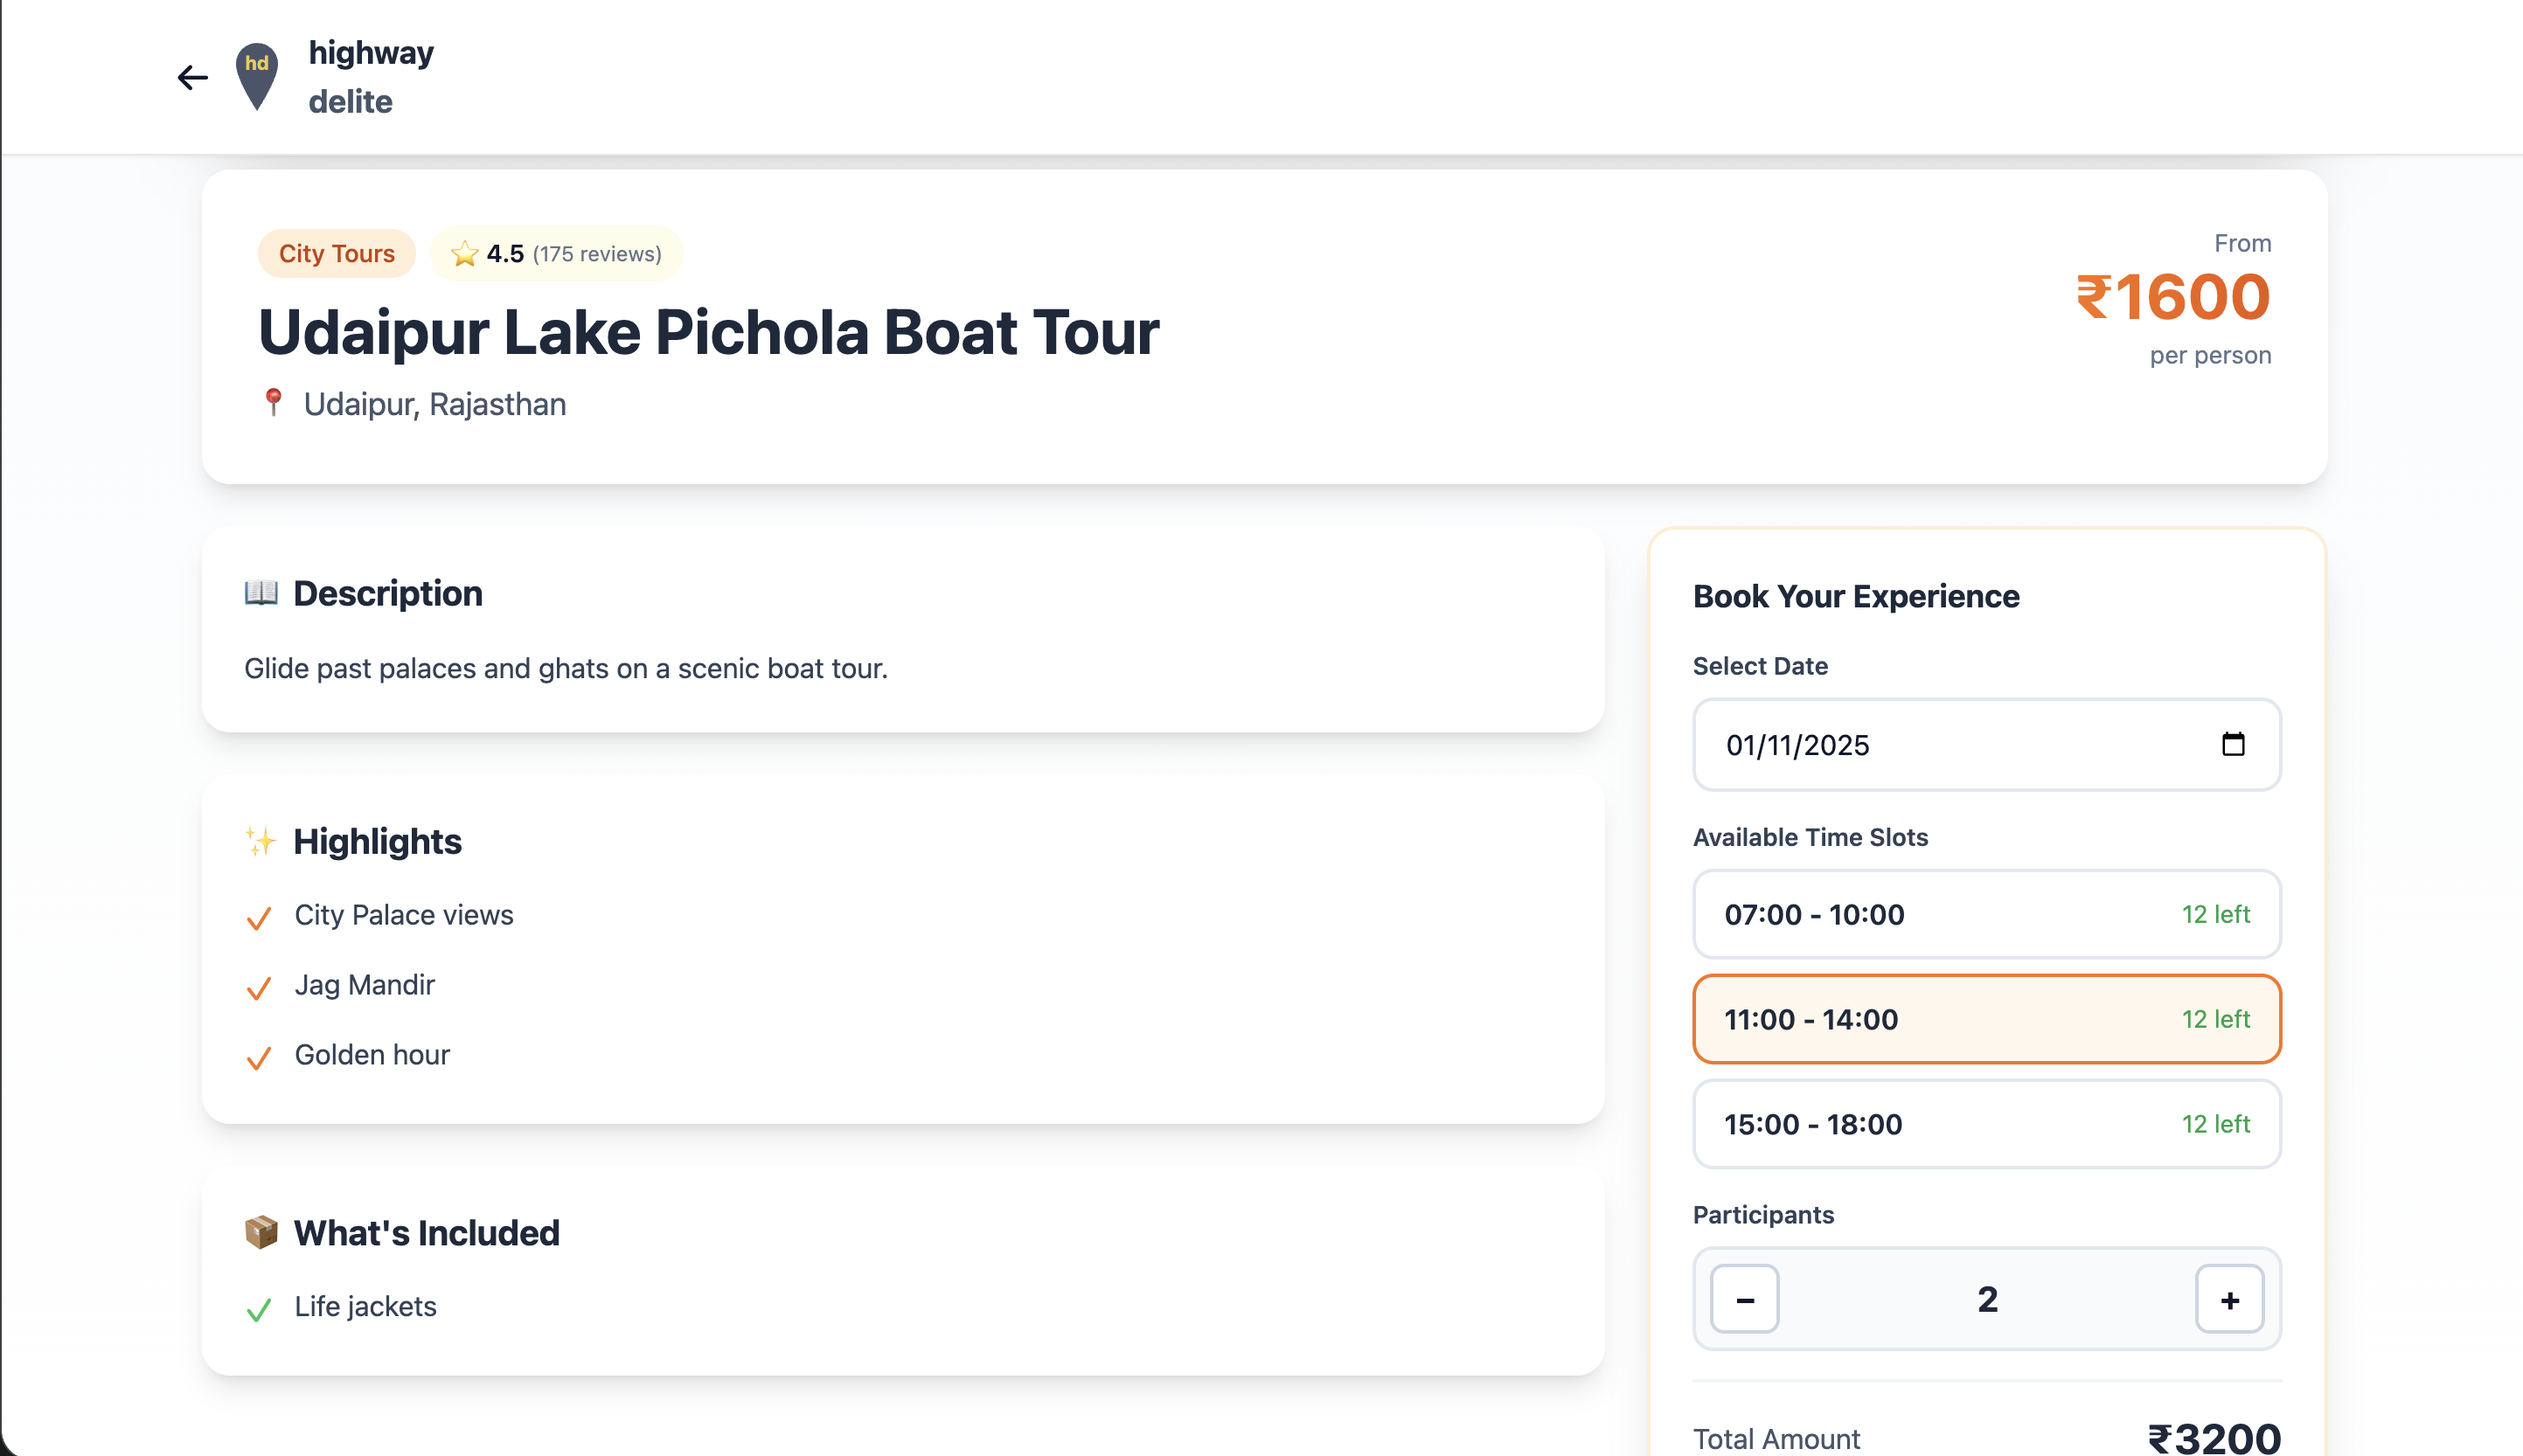 hd
highway
delite
City Tours
4.5 (175 reviews)
Udaipur Lake Pichola Boat Tour
Udaipur, Rajasthan
From
₹1600
per person
Description
Glide past palaces and ghats on a scenic boat tour.
Highlights
City Palace views
Jag Mandir
Golden hour
What's Included
Life jackets
Book Your Experience
Select Date
01/11/2025
Available Time Slots
07:00 - 10:00 12 left
11:00 - 14:00 12 left
15:00 - 18:00 12 left
Participants
− 2 +
Total Amount ₹3200